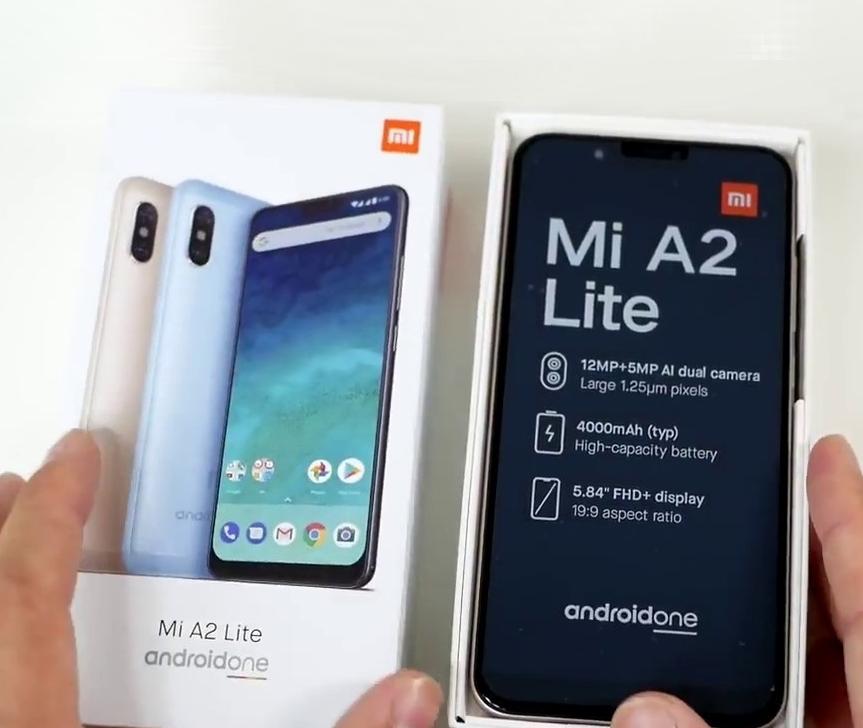 mi
Mi A2 Lite
androidone
mi
Mi A2
Lite
12MP+5MP AI dual camera
Large 1.25µm pixels
4000mAh (typ)
High-capacity battery
5.84" FHD+ display
19:9 aspect ratio
androidone